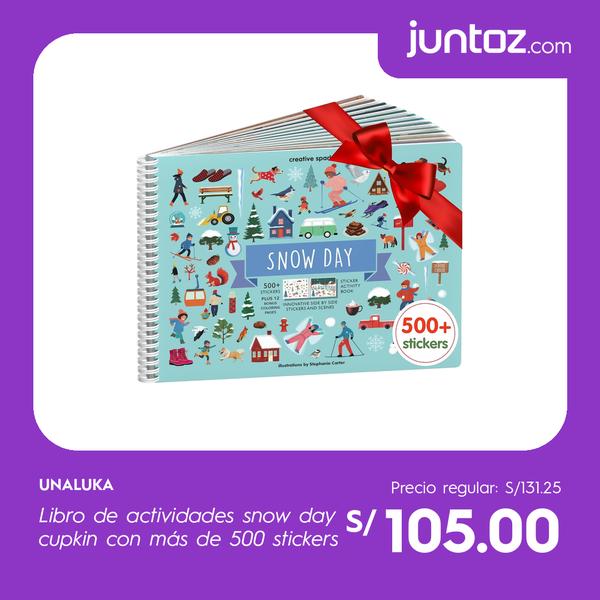 juntoz.com
creative
SNOW DAY
500+
STICKERS
PLUS 12
BONUS
COLORING
PAGES
STICKER
ACTIVITY
BOOK
INNOVATIVE SIDE BY SIDE
STICKERS AND SCENES
500+
stickers
illustrations by Stephanie Carter
UNALUKA
Precio regular: S/131.25
Libro de actividades snow day
cupkin con más de 500 stickers
S/105.00